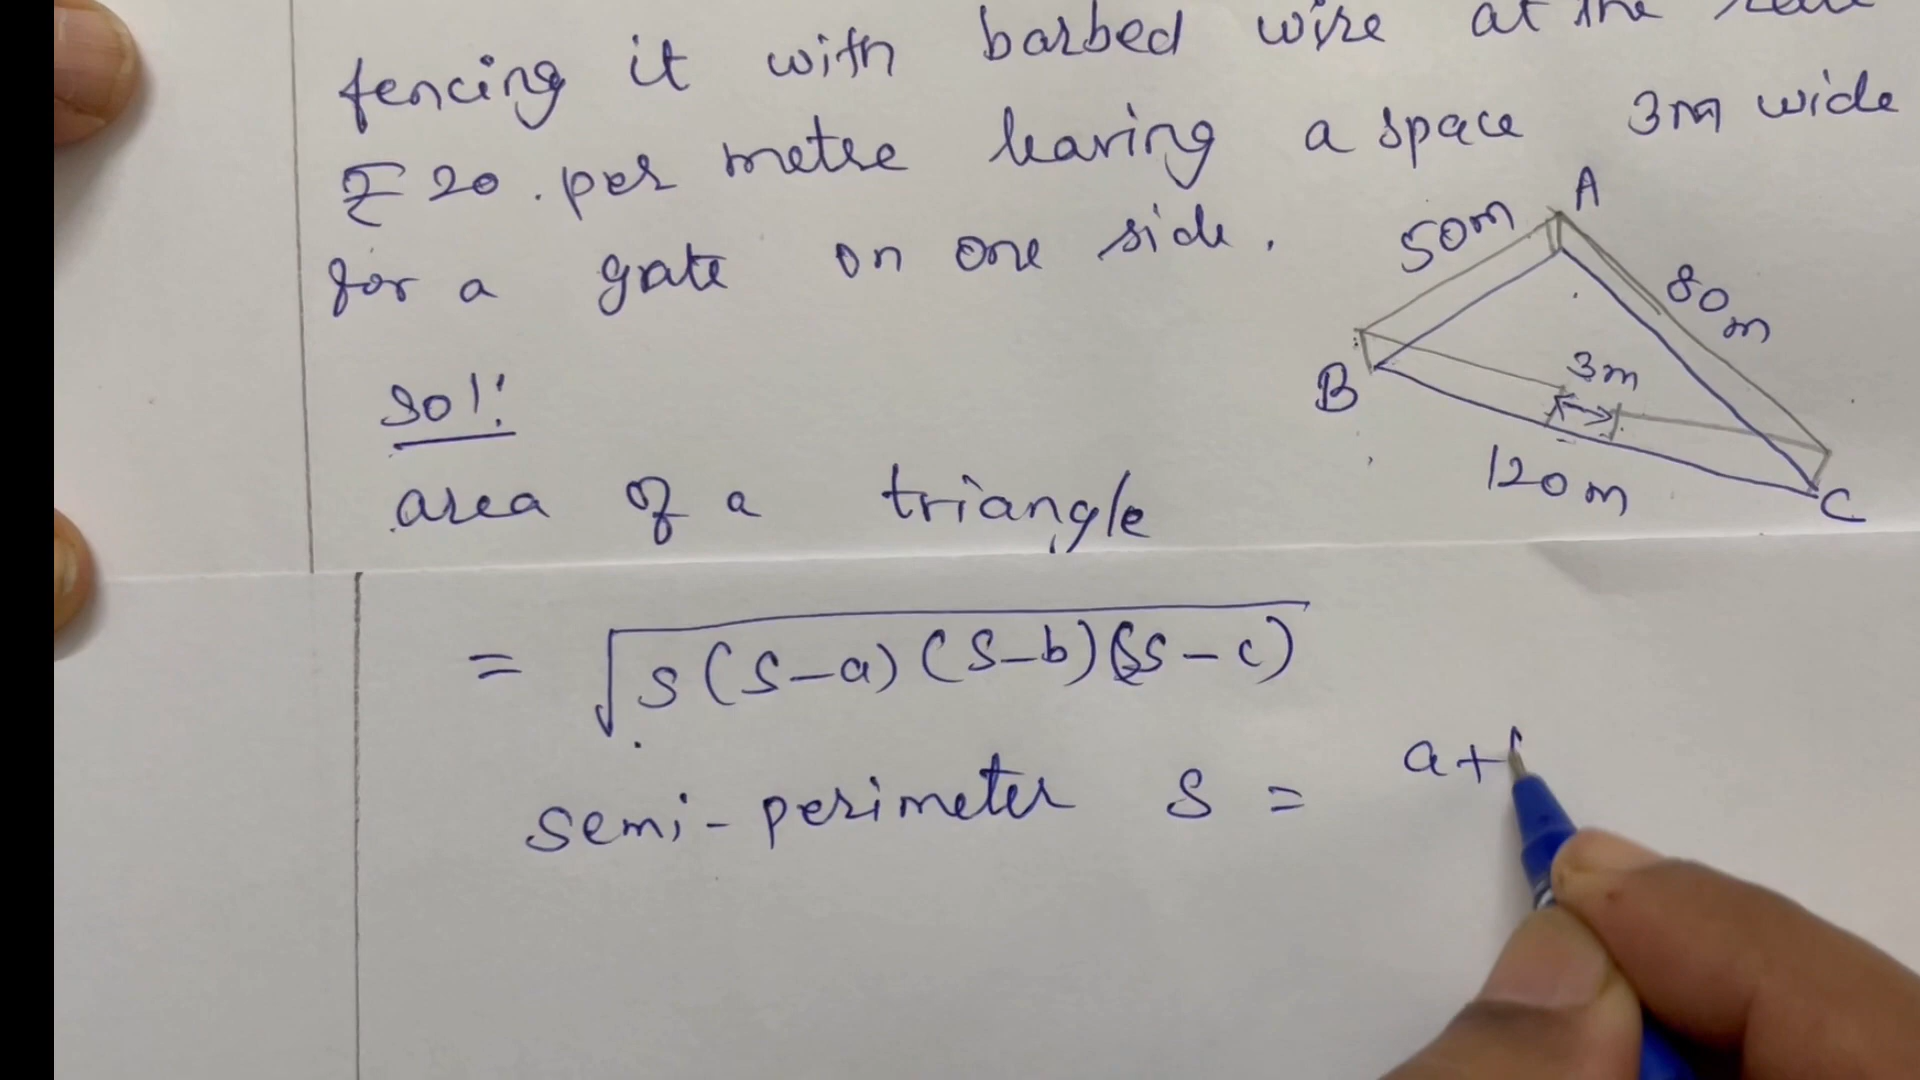 fencing it with barbed wire at the
₹ 20 . per metre leaving a space 3m wide
for a gate on one side.
A
50m
80m
3m
B
120m
C
Sol:
area of a triangle
= √s(s-a)(s-b)(s-c)
semi-perimeter s = a+